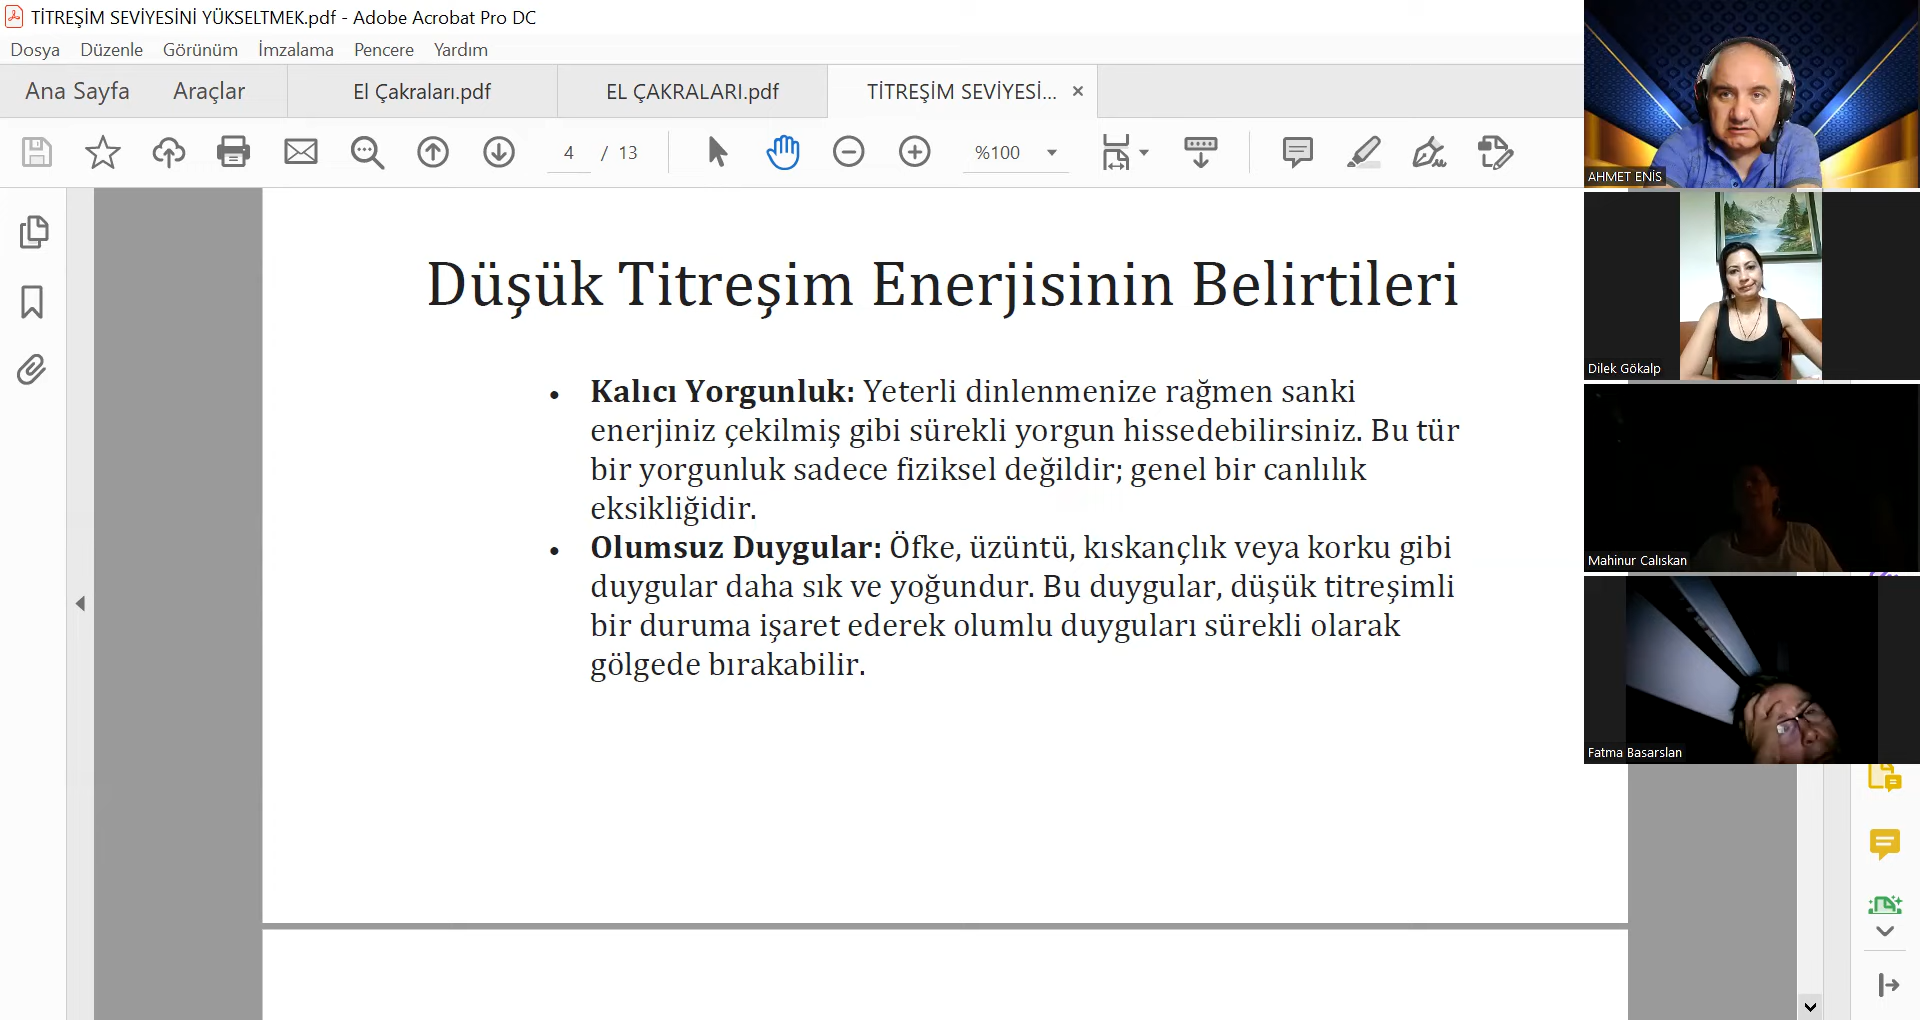 TİTREŞİM SEVİYESİNİ YÜKSELTMEK.pdf - Adobe Acrobat Pro DC
Dosya Düzenle Görünüm İmzalama Pencere Yardım
Ana Sayfa Araçlar El Çakraları.pdf EL ÇAKRALARI.pdf TİTREŞİM SEVİYESİ...
4 / 13 %100
Düşük Titreşim Enerjisinin Belirtileri
• Kalıcı Yorgunluk: Yeterli dinlenmenize rağmen sanki
enerjiniz çekilmiş gibi sürekli yorgun hissedebilirsiniz. Bu tür
bir yorgunluk sadece fiziksel değildir; genel bir canlılık
eksikliğidir.
• Olumsuz Duygular: Öfke, üzüntü, kıskançlık veya korku gibi
duygular daha sık ve yoğundur. Bu duygular, düşük titreşimli
bir duruma işaret ederek olumlu duyguları sürekli olarak
gölgede bırakabilir.
AHMET ENİS
Dilek Gökalp
Mahinur Calıskan
Fatma Basarslan